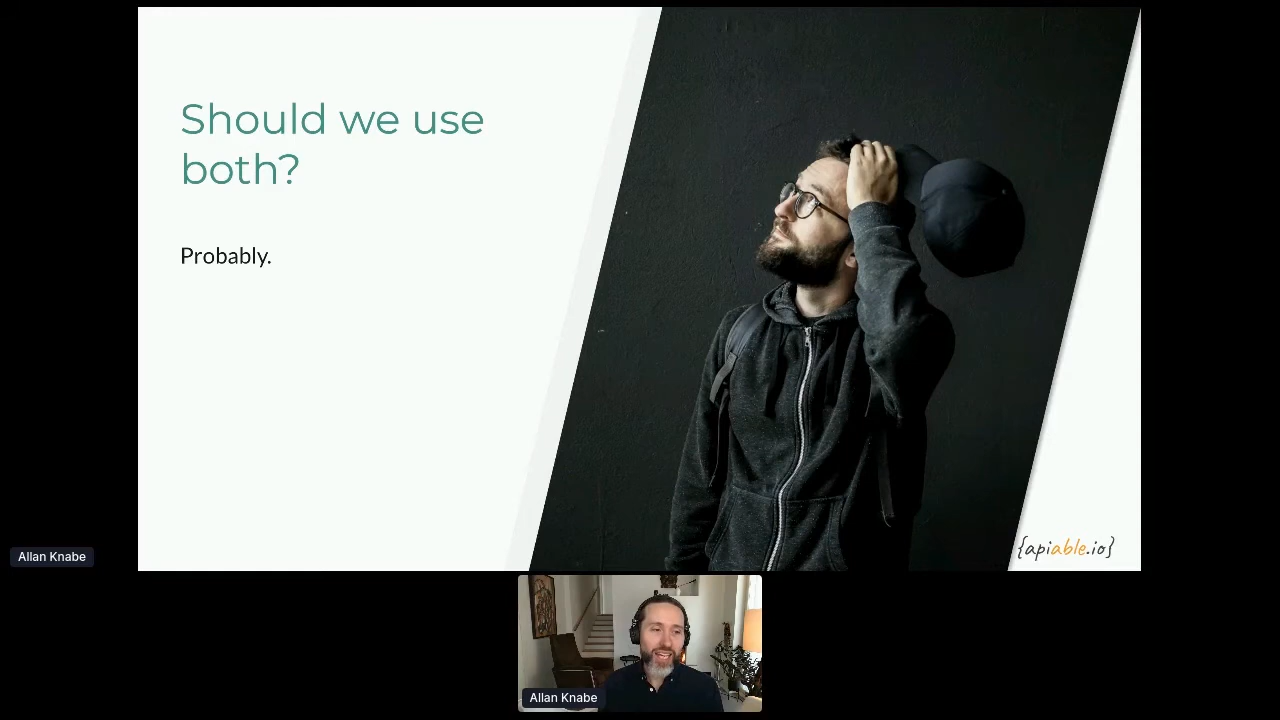 Should we use
both?
Probably.
{apiable.io}
Allan Knabe
Allan Knabe